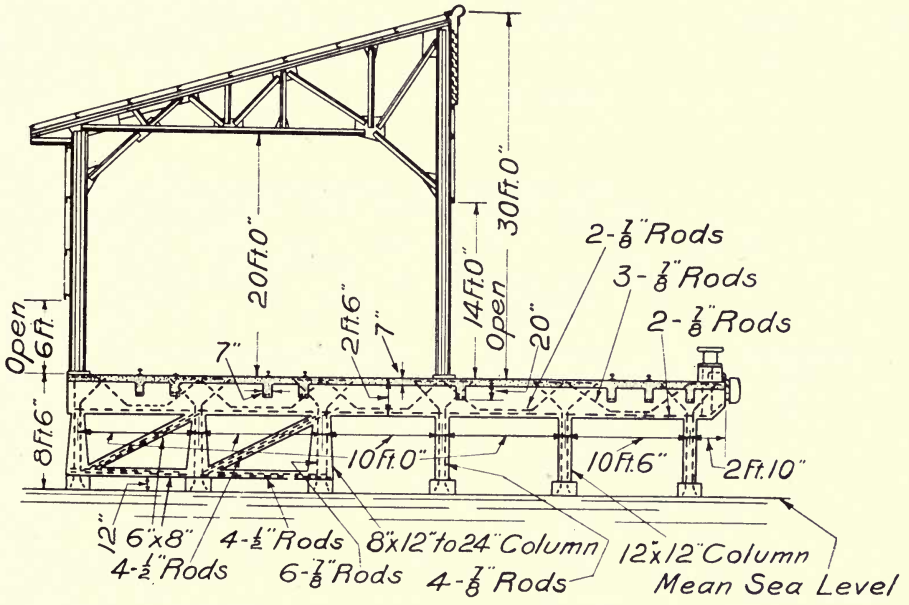 30Ft.0"
20Ft.0"
14Ft.0"
Open
2-7/8" Rods
3-7/8" Rods
2-7/8" Rods
Open
6Ft.
7"
2Ft.6"
7"
20"
8Ft.6"
10Ft.0"
10Ft.6"
2Ft.10"
12"
6"x8"
4-1/2" Rods
8"x12" to 24" Column
12"x12" Column
4-1/2" Rods
6-7/8" Rods
4-7/8" Rods
Mean Sea Level